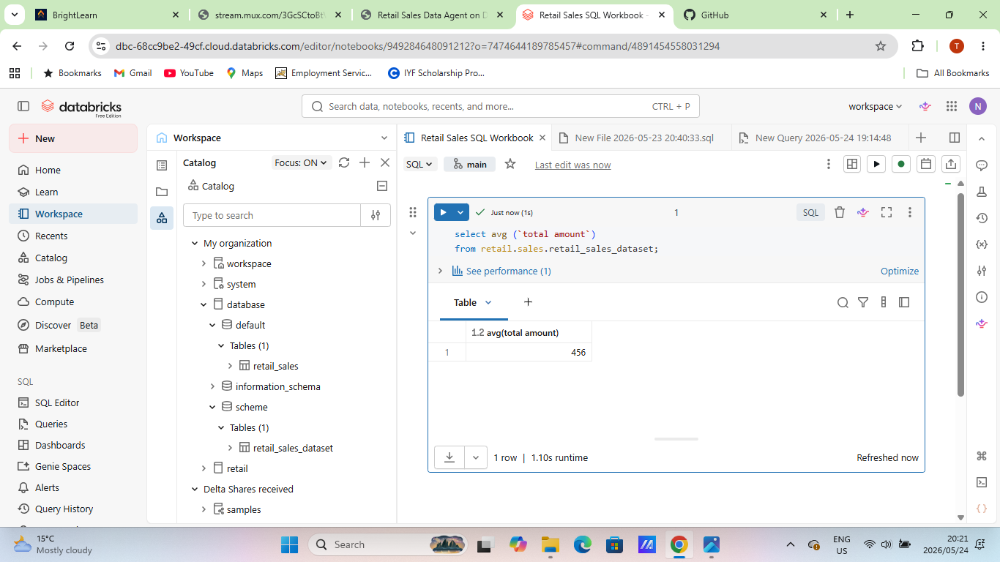 BrightLearn
stream.mux.com/3GcSCtoBt
Retail Sales Data Agent on D
Retail Sales SQL Workbook -
GitHub
dbc-68cc9be2-49cf.cloud.databricks.com/editor/notebooks/949284648091212?o=7474644189785457#command/4891454558031294
T
Bookmarks
Gmail
YouTube
Maps
Employment Servic...
IYF Scholarship Pro...
All Bookmarks
databricks
Free Edition
Search data, notebooks, recents, and more...
CTRL + P
workspace
N
New
Home
Learn
Workspace
Recents
Catalog
Jobs & Pipelines
Compute
Discover Beta
Marketplace
SQL
SQL Editor
Queries
Dashboards
Genie Spaces
Alerts
Query History
Workspace
Catalog
Focus: ON
Catalog
Type to search
My organization
workspace
system
database
default
Tables (1)
retail_sales
information_schema
scheme
Tables (1)
retail_sales_dataset
retail
Delta Shares received
samples
Retail Sales SQL Workbook
New File 2026-05-23 20:40:33.sql
New Query 2026-05-24 19:14:48
SQL
main
Last edit was now
Just now (1s)
1
SQL
select avg (`total amount`)
from retail.sales.retail_sales_dataset;
See performance (1)
Optimize
Table
1.2 avg(total amount)
1 456
1 row | 1.10s runtime
Refreshed now
15°C
Mostly cloudy
Search
ENG
US
20:21
2026/05/24